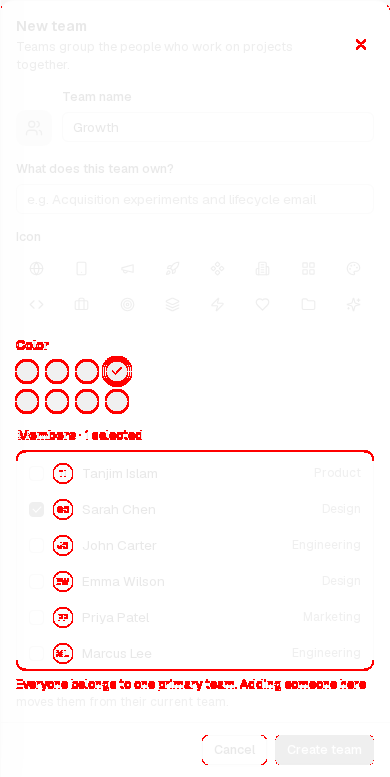 New team
Teams group the people who work on projects
together.
Team name
Growth
What does this team own?
e.g. Acquisition experiments and lifecycle email
Icon
Color
Members · 1 selected
Tanjim Islam Product
Sarah Chen Design
John Carter Engineering
EW Emma Wilson Design
PP Priya Patel Marketing
ML Marcus Lee Engineering
Everyone belongs to one primary team. Adding someone here
moves them from their current team.
Cancel Create team